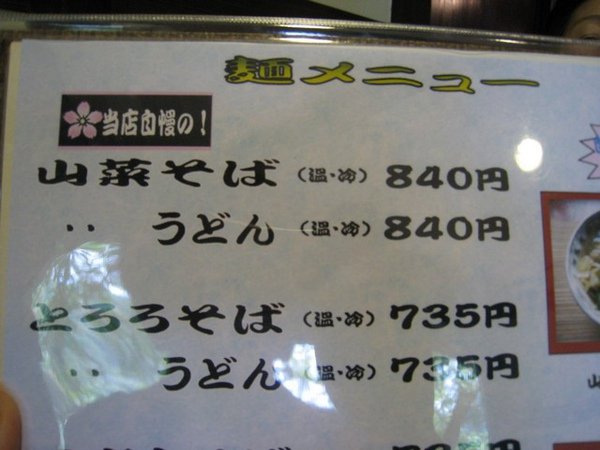 麺メニュー
当店自慢の!
山菜そば（温・冷）840円
〃 うどん（温・冷）840円
とろろそば（温・冷）735円
〃 うどん（温・冷）735円